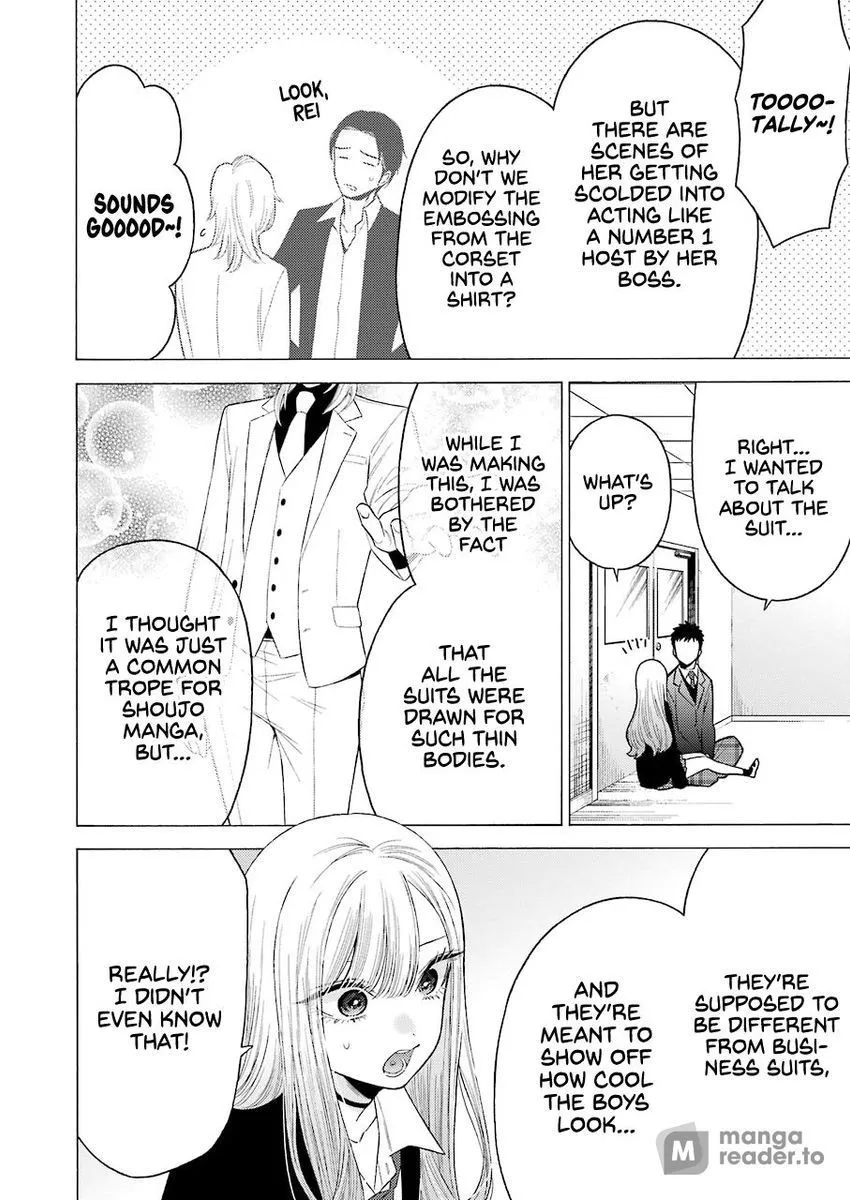 TOOOO-
TALLY~!
BUT
THERE ARE
SCENES OF
HER GETTING
SCOLDED INTO
ACTING LIKE
A NUMBER 1
HOST BY HER
BOSS.
SO, WHY
DON'T WE
MODIFY THE
EMBOSSING
FROM THE
CORSET
INTO A
SHIRT?
LOOK,
REI
SOUNDS
GOOOOD~!
RIGHT...
I WANTED
TO TALK
ABOUT THE
SUIT...
WHAT'S
UP?
WHILE I
WAS MAKING
THIS, I WAS
BOTHERED
BY THE
FACT
THAT
ALL THE
SUITS WERE
DRAWN FOR
SUCH THIN
BODIES.
I THOUGHT
IT WAS JUST
A COMMON
TROPE FOR
SHOUJO
MANGA,
BUT...
THEY'RE
SUPPOSED TO
BE DIFFERENT
FROM BUSI-
NESS SUITS,
AND
THEY'RE
MEANT TO
SHOW OFF
HOW COOL
THE BOYS
LOOK...
REALLY!?
I DIDN'T
EVEN KNOW
THAT!
M manga
reader.to